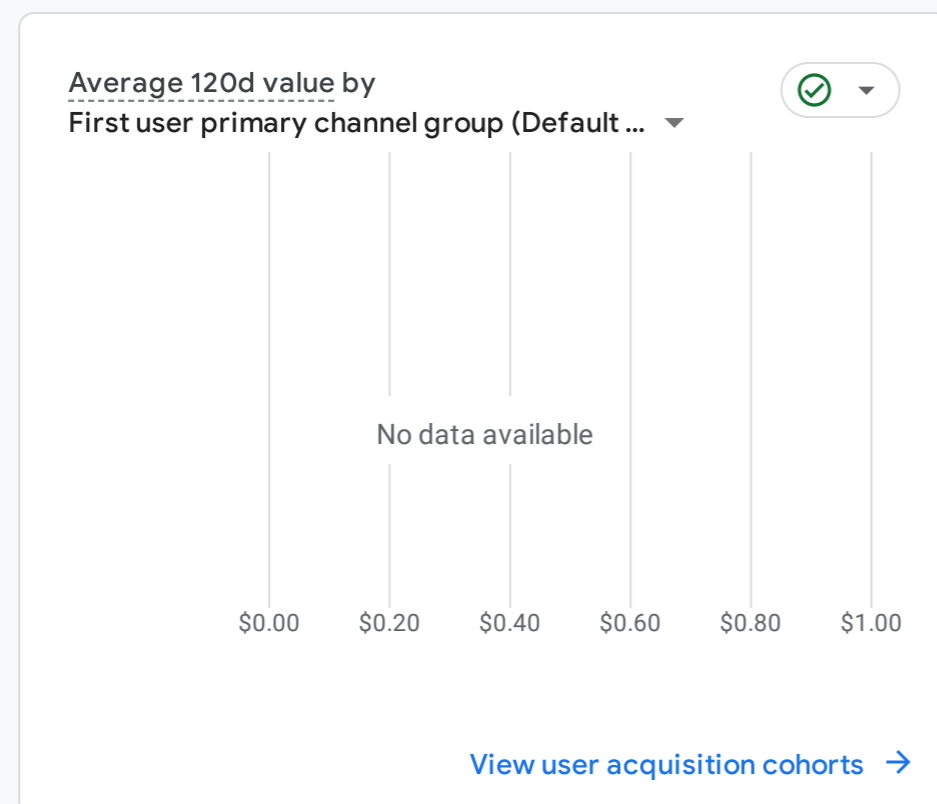 Average 120d value by
First user primary channel group (Default ...
No data available
$0.00 $0.20 $0.40 $0.60 $0.80 $1.00
View user acquisition cohorts